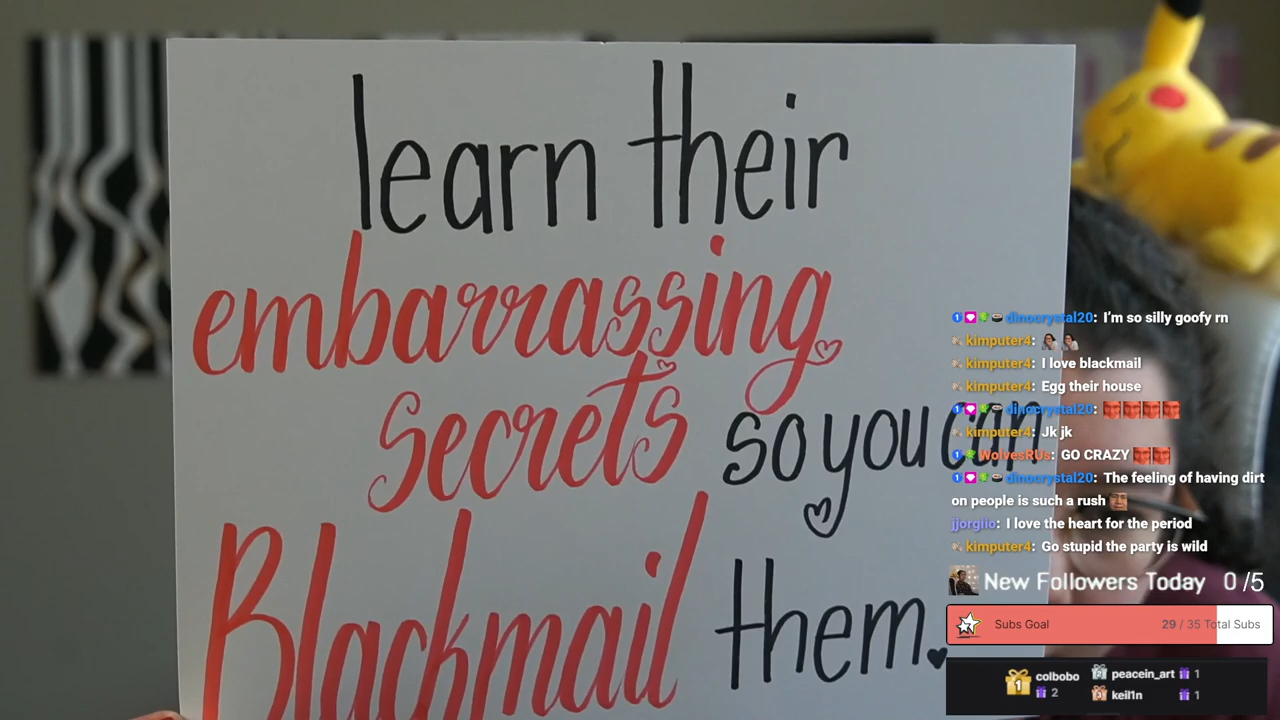 learn their
embarrassing
secrets so you can
Blackmail them.
dinocrystal20: I'm so silly goofy rn
kimputer4:
kimputer4: I love blackmail
kimputer4: Egg their house
dinocrystal20:
kimputer4: Jk jk
WolvesRUs: GO CRAZY
dinocrystal20: The feeling of having dirt
on people is such a rush
jjorgiio: I love the heart for the period
kimputer4: Go stupid the party is wild
New Followers Today 0 /5
Subs Goal 29 / 35 Total Subs
1 colbobo 2
peacein_art 1
keil1n 1